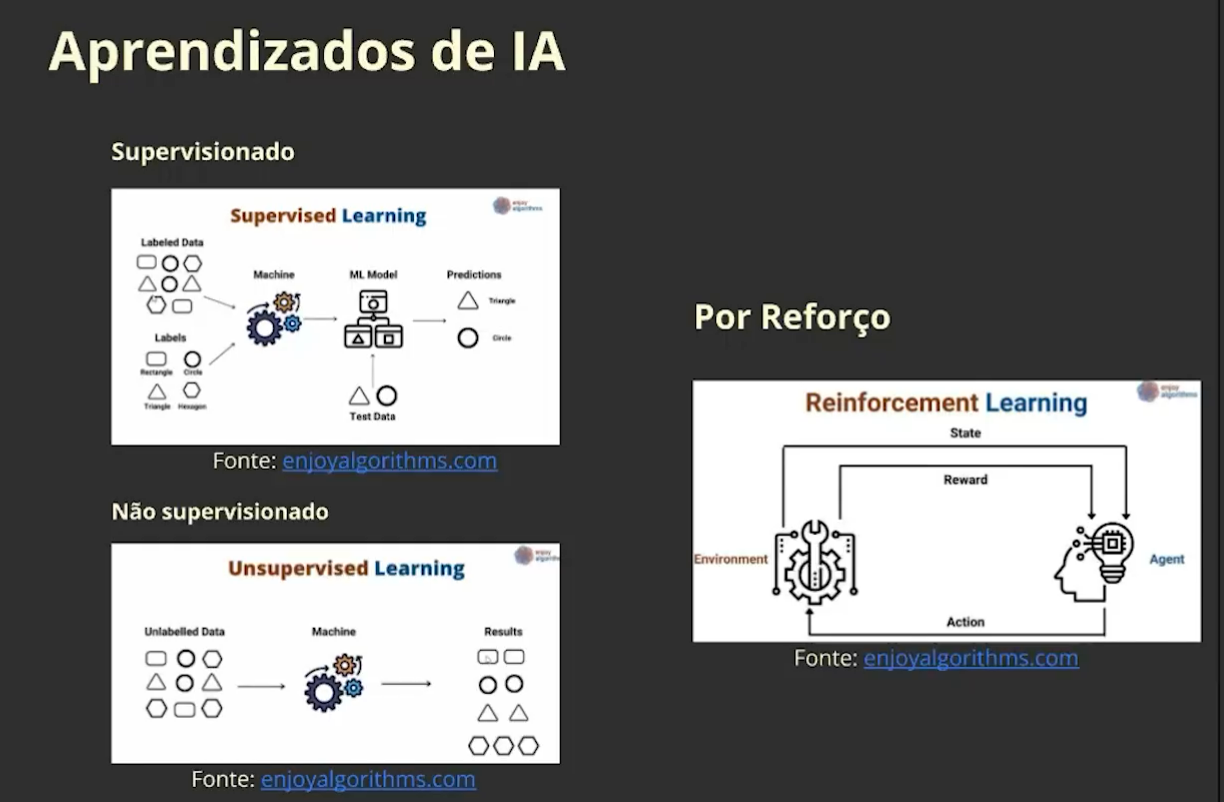 Aprendizados de IA
Supervisionado
Supervised Learning
enjoy
algorithms
Labeled Data
Machine
ML Model
Predictions
Triangle
Labels
Circle
Rectangle
Circle
Triangle
Hexagon
Test Data
Fonte: enjoyalgorithms.com
Não supervisionado
Unsupervised Learning
enjoy
Unlabelled Data
Machine
Results
Fonte: enjoyalgorithms.com
Por Reforço
Reinforcement Learning
enjoy
algorithms
State
Reward
Environment
Agent
Action
Fonte: enjoyalgorithms.com